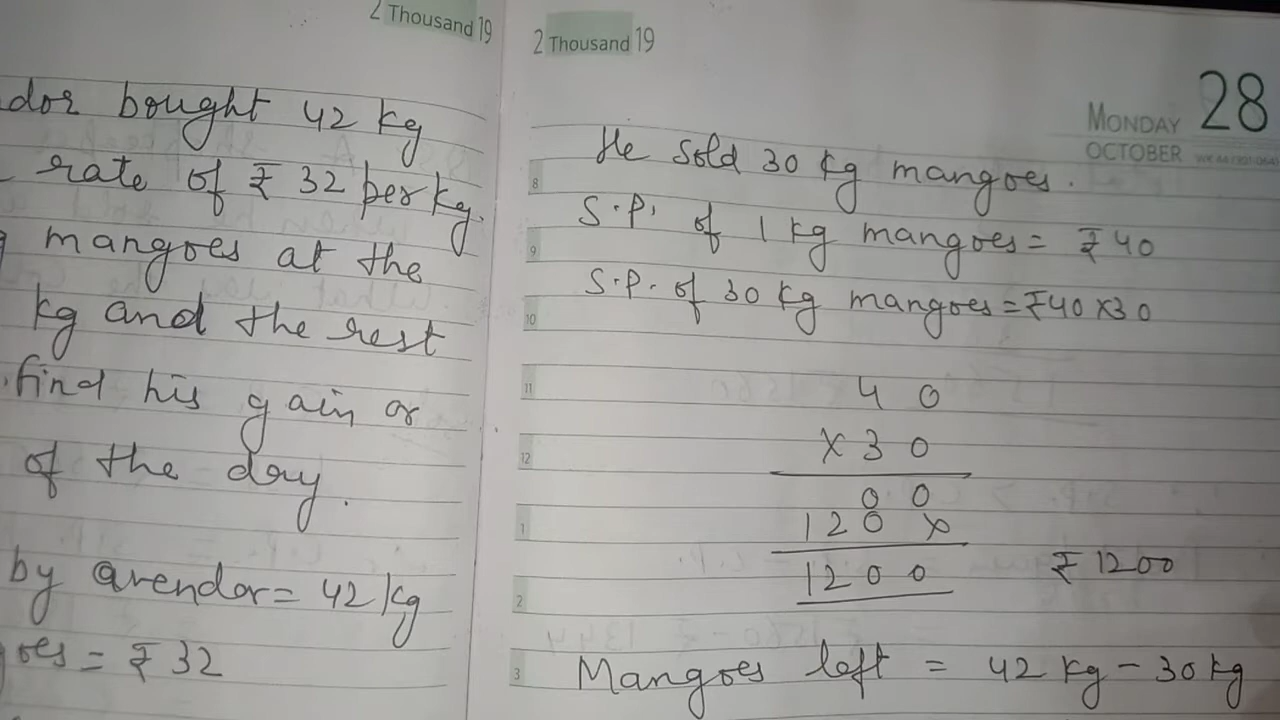 2 Thousand 19
dor bought 42 kg
rate of ₹ 32 per kg.
mangoes at the
kg and the rest
find his gain or
of the day.
by avendor = 42 kg
oes = ₹ 32
2 Thousand 19
MONDAY 28
OCTOBER
He sold 30 kg mangoes.
8
S.P. of 1 kg mangoes = ₹ 40
9
S.P. of 30 kg mangoes = ₹40 × 30
10
11
4 0
× 3 0
12
0 0
1 2 0 ×
1
1 2 0 0
₹ 1200
2
Mangoes left = 42 kg - 30 kg
3